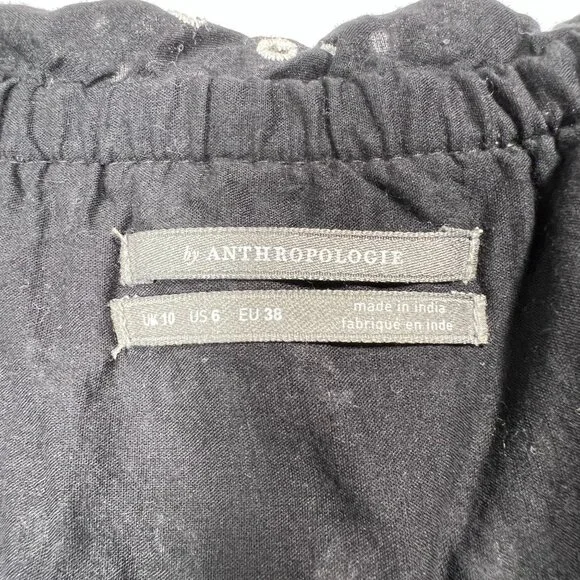 by ANTHROPOLOGIE
UK 10 US 6 EU 38
made in india
fabriqué en inde